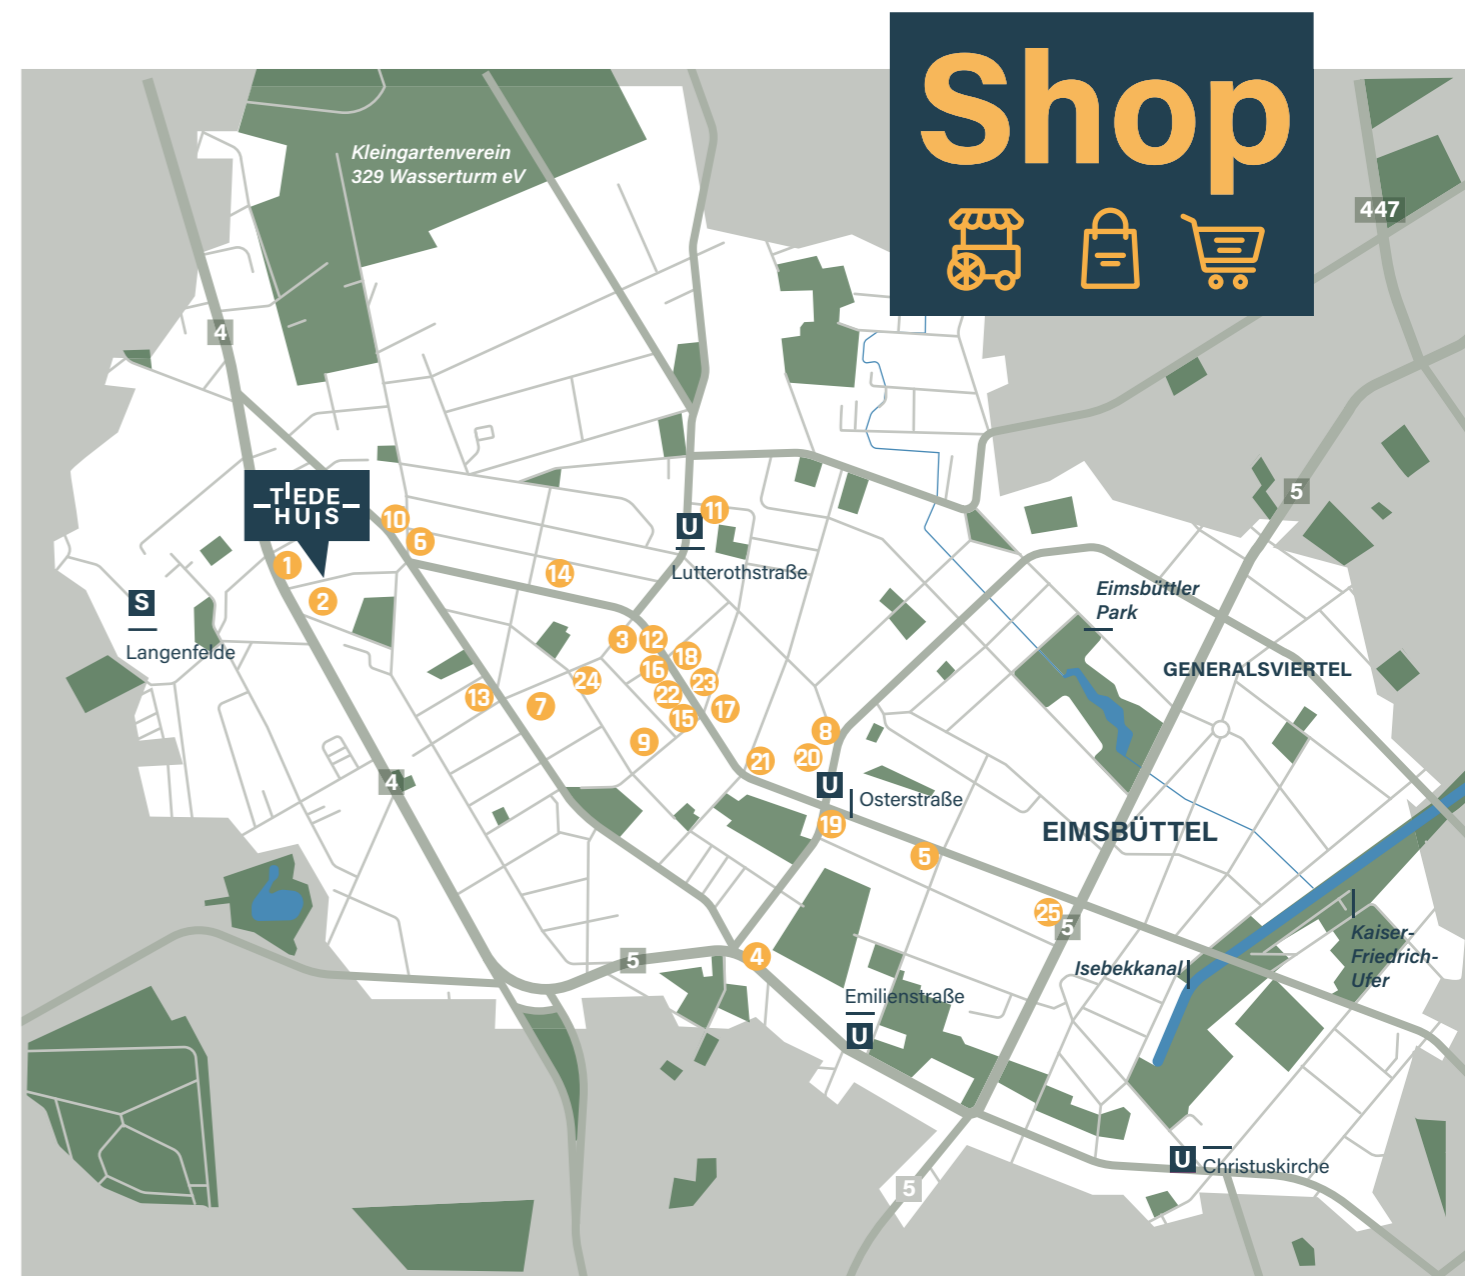 Shop
Kleingartenverein
329 Wasserturm eV
447
4
5
TIEDE
HUIS
10
6
11
U
Lutterothstraße
14
1
2
S
Langenfelde
Eimsbüttler
Park
GENERALSVIERTEL
3
12
18
16
23
24
22
13
7
15
17
9
8
21
20
U
Osterstraße
4
19
EIMSBÜTTEL
5
25
5
Kaiser-
Friedrich-
Ufer
Isebekkanal
5
4
Emilienstraße
U
U
Christuskirche
5